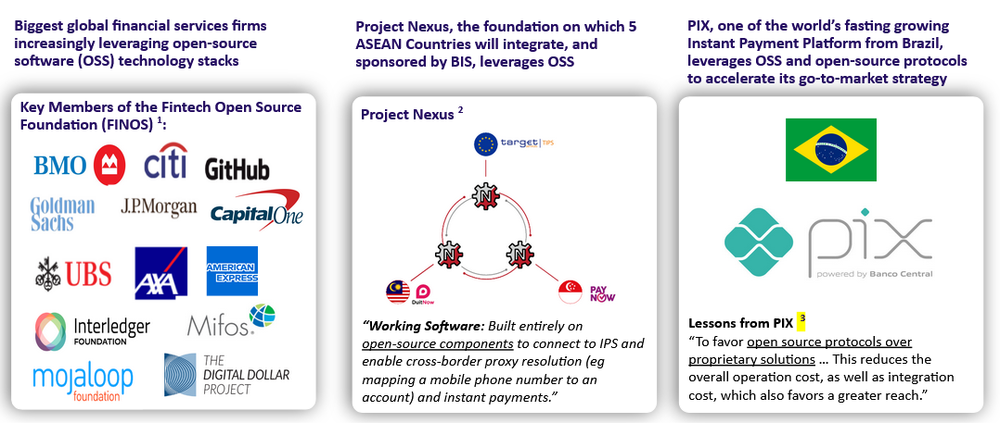 Biggest global financial services firms
increasingly leveraging open-source
software (OSS) technology stacks
Key Members of the Fintech Open Source
Foundation (FINOS) 1:
BMO
citi
GitHub
Goldman
Sachs
J.P.Morgan
CapitalOne
UBS
AXA
AMERICAN
EXPRESS
Interledger
FOUNDATION
Mifos
mojaloop
foundation
THE
DIGITAL DOLLAR
PROJECT
Project Nexus, the foundation on which 5
ASEAN Countries will integrate, and
sponsored by BIS, leverages OSS
Project Nexus 2
target | TIPS
N
N
N
DuitNow
PAY
NOW
“Working Software: Built entirely on
open-source components to connect to IPS and
enable cross-border proxy resolution (eg
mapping a mobile phone number to an
account) and instant payments.”
PIX, one of the world’s fasting growing
Instant Payment Platform from Brazil,
leverages OSS and open-source protocols
to accelerate its go-to-market strategy
pix
powered by Banco Central
Lessons from PIX 3
“To favor open source protocols over
proprietary solutions … This reduces the
overall operation cost, as well as integration
cost, which also favors a greater reach.”